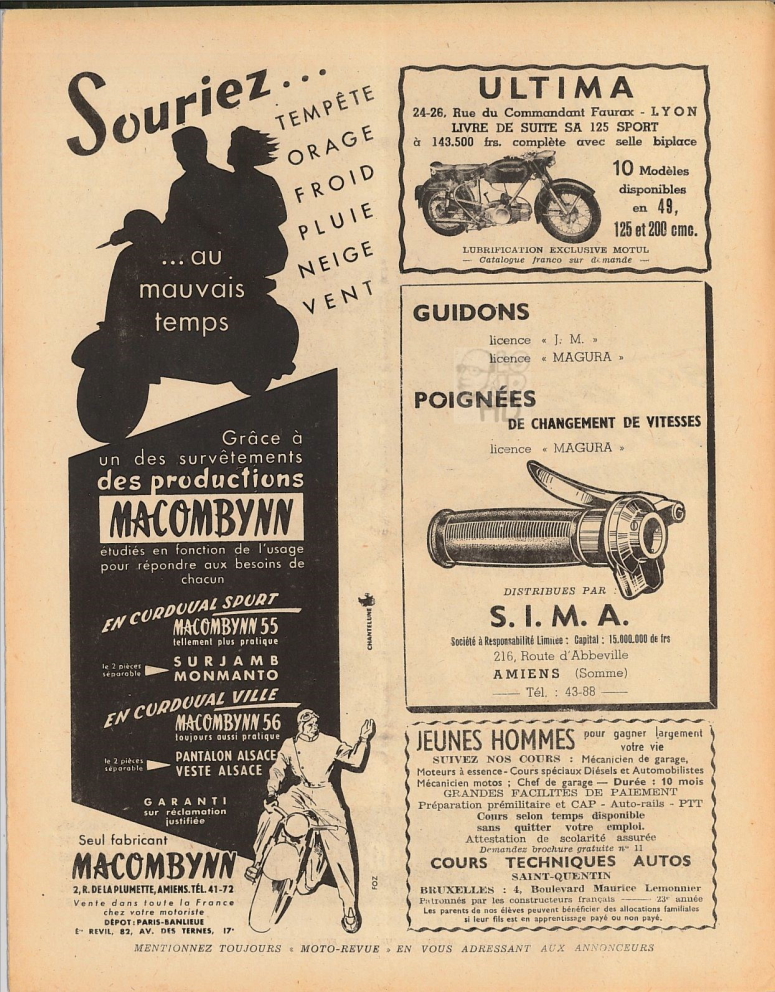 Souriez...
TEMPÊTE
ORAGE
FROID
PLUIE
NEIGE
VENT
...au
mauvais
temps
Grâce à
un des survêtements
des productions
MACOMBYNN
étudiés en fonction de l'usage
pour répondre aux besoins de
chacun
EN CORDOUAL SPORT
MACOMBYNN 55
tellement plus pratique
le 2 pièces
séparable
SURJAMB
MONMANTO
EN CORDOUAL VILLE
MACOMBYNN 56
toujours aussi pratique
le 2 pièces
séparable
PANTALON ALSACE
VESTE ALSACE
GARANTI
sur réclamation
justifiée
Seul fabricant
MACOMBYNN
2, R. DE LA PLUMETTE, AMIENS. TÉL. 41-72
Vente dans toute la France
chez votre motoriste
DÉPOT: PARIS-BANLIEUE
Éts REVIL, 82, AV. DES TERNES, 17e
CHANTELUNE
FOZ
ULTIMA
24-26, Rue du Commandant Faurax - LYON
LIVRE DE SUITE SA 125 SPORT
à 143.500 frs. complète avec selle biplace
10 Modèles
disponibles
en 49,
125 et 200 cmc.
LUBRIFICATION EXCLUSIVE MOTUL
— Catalogue franco sur demande —
GUIDONS
licence « J. M. »
licence « MAGURA »
POIGNÉES
DE CHANGEMENT DE VITESSES
licence « MAGURA »
DISTRIBUES PAR :
S. I. M. A.
Société à Responsabilité Limitée : Capital : 15.000.000 de frs
216, Route d'Abbeville
AMIENS (Somme)
— Tél. : 43-88 —
JEUNES HOMMES pour gagner largement
votre vie
SUIVEZ NOS COURS : Mécanicien de garage,
Moteurs à essence - Cours spéciaux Diésels et Automobilistes
Mécanicien motos ; Chef de garage — Durée : 10 mois
GRANDES FACILITÉS DE PAIEMENT
Préparation prémilitaire et CAP - Auto-rails - PTT
Cours selon temps disponible
sans quitter votre emploi.
Attestation de scolarité assurée
Demandez brochure gratuite n° 11
COURS TECHNIQUES AUTOS
SAINT-QUENTIN
BRUXELLES : 4, Boulevard Maurice Lemonnier
Patronnés par les constructeurs français —— 23e année
Les parents de nos élèves peuvent bénéficier des allocations familiales
si leur fils est en apprentissage payé ou non payé.
MENTIONNEZ TOUJOURS « MOTO-REVUE » EN VOUS ADRESSANT AUX ANNONCEURS